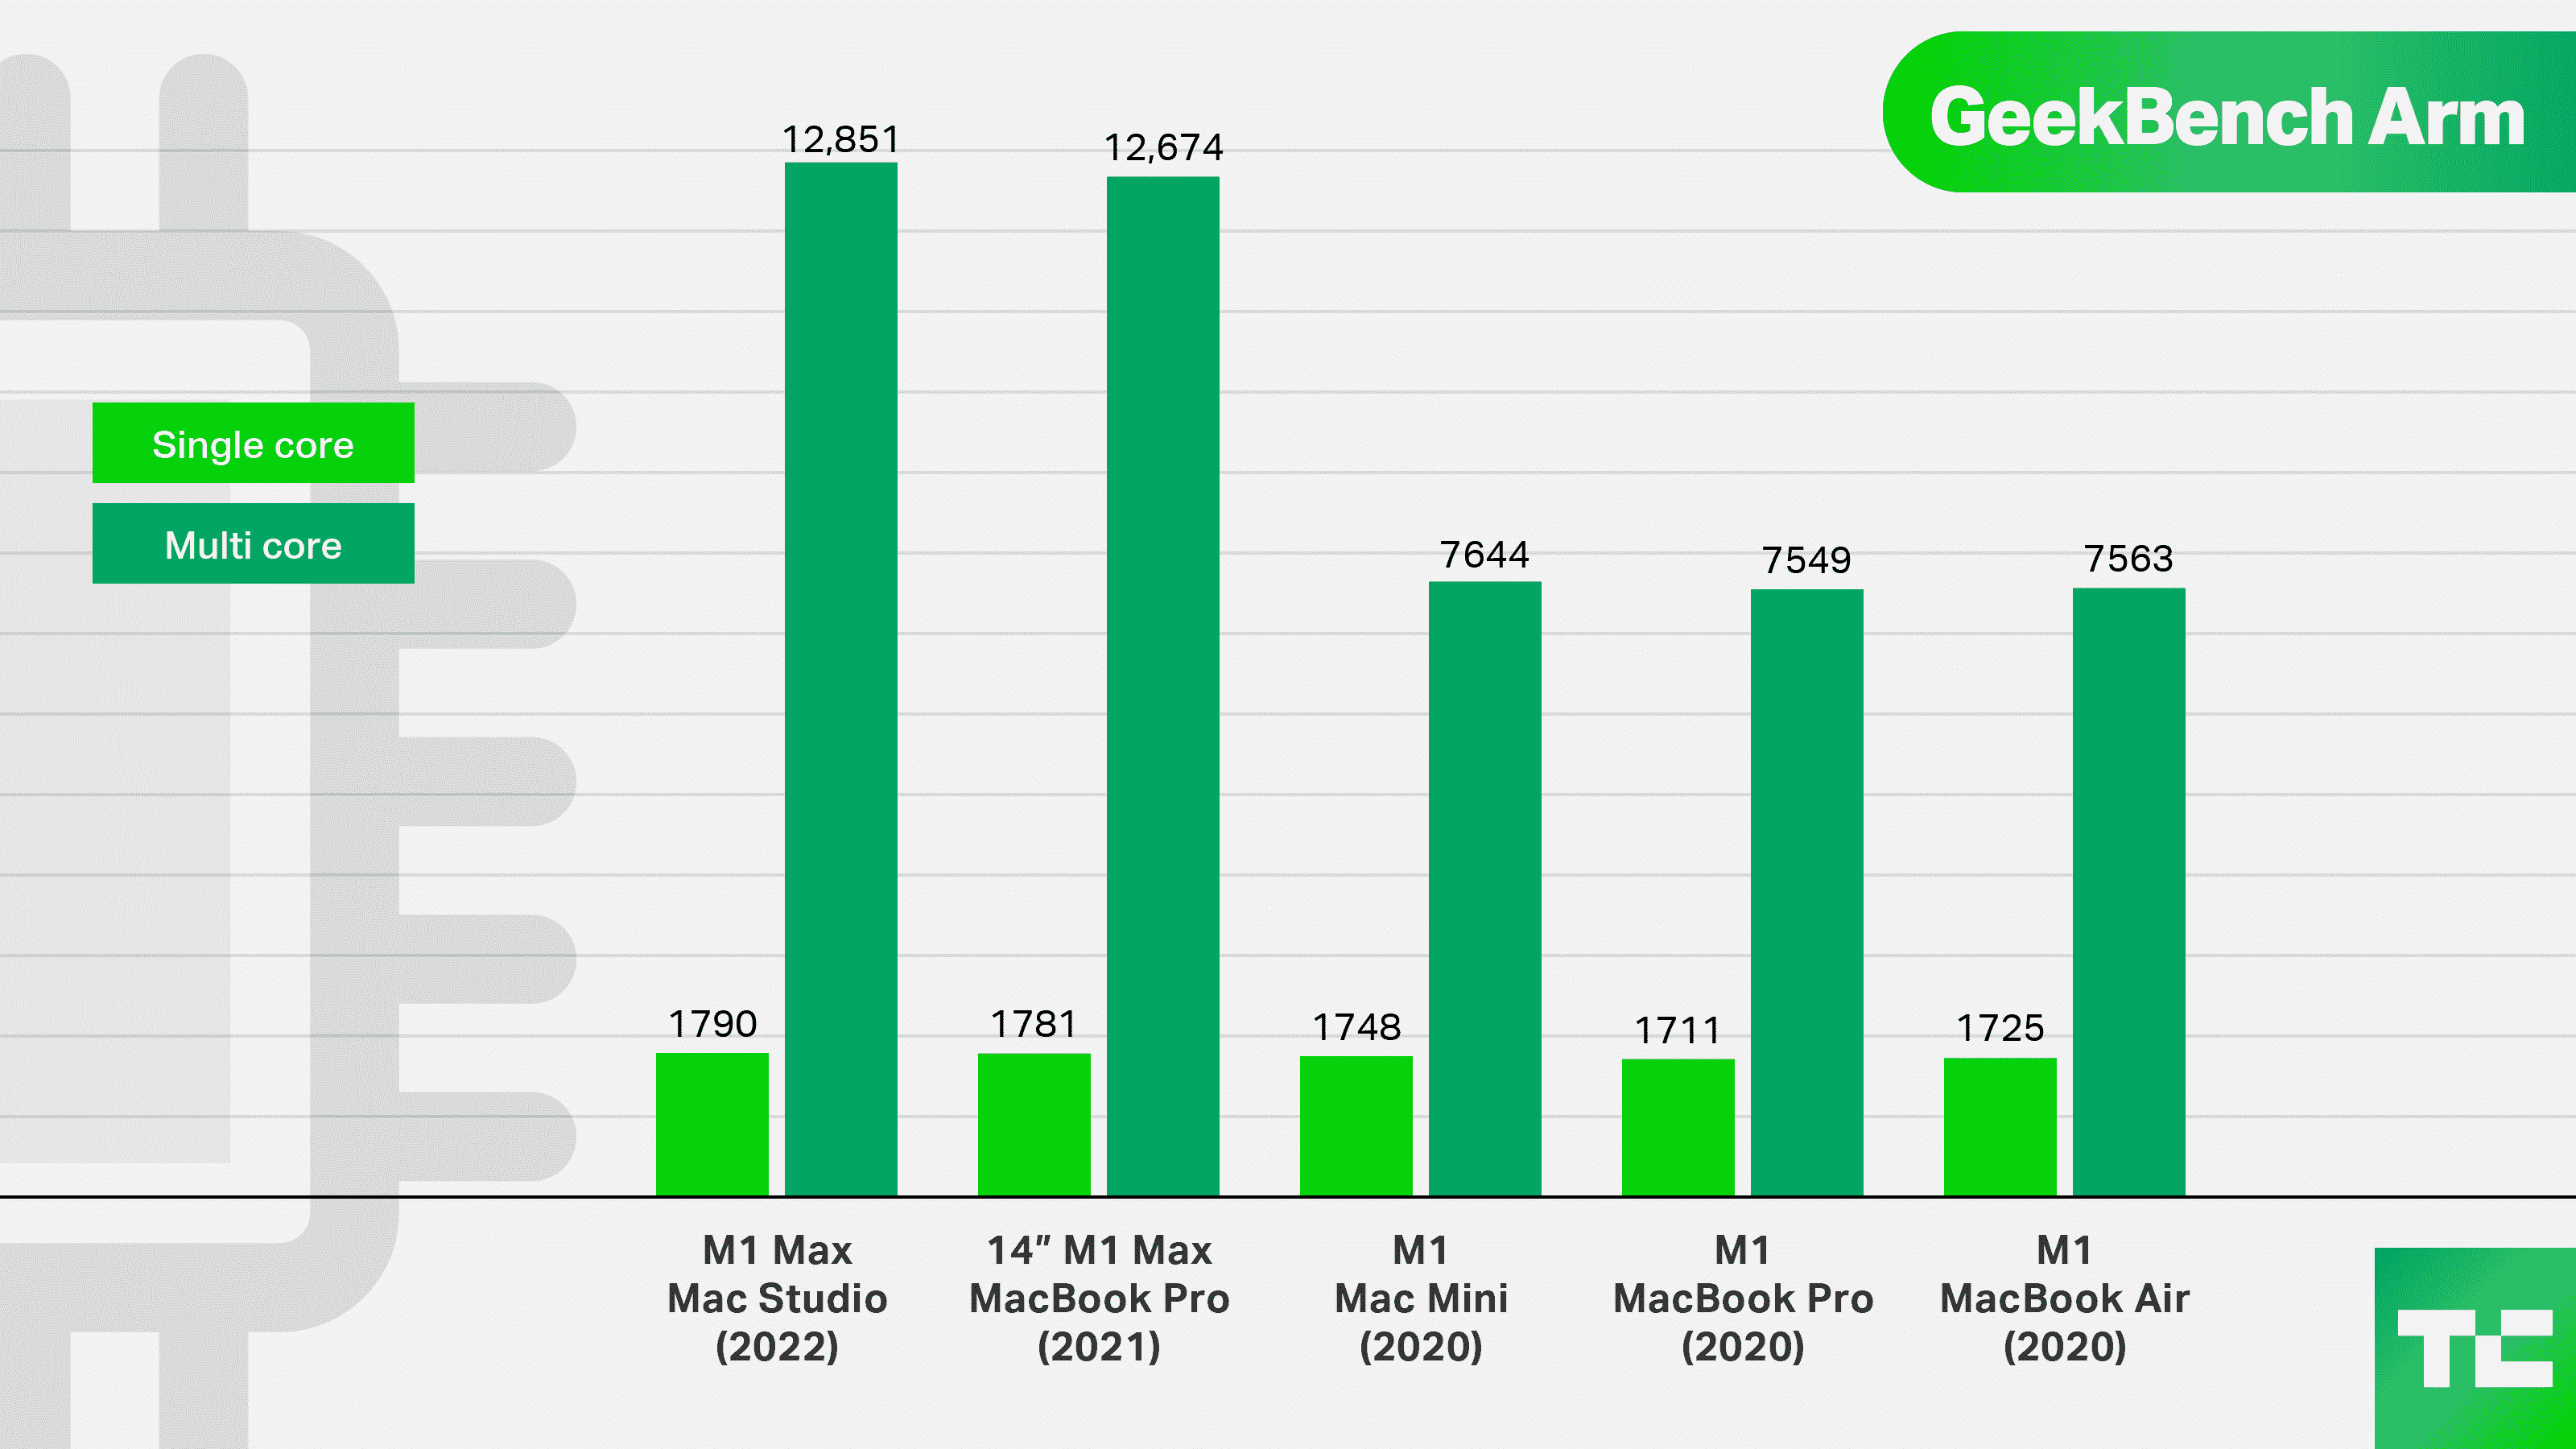 GeekBench Arm
Single core
Multi core
12,851
12,674
7644
7549
7563
1790
1781
1748
1711
1725
M1 Max
Mac Studio
(2022)
14″ M1 Max
MacBook Pro
(2021)
M1
Mac Mini
(2020)
M1
MacBook Pro
(2020)
M1
MacBook Air
(2020)
TC